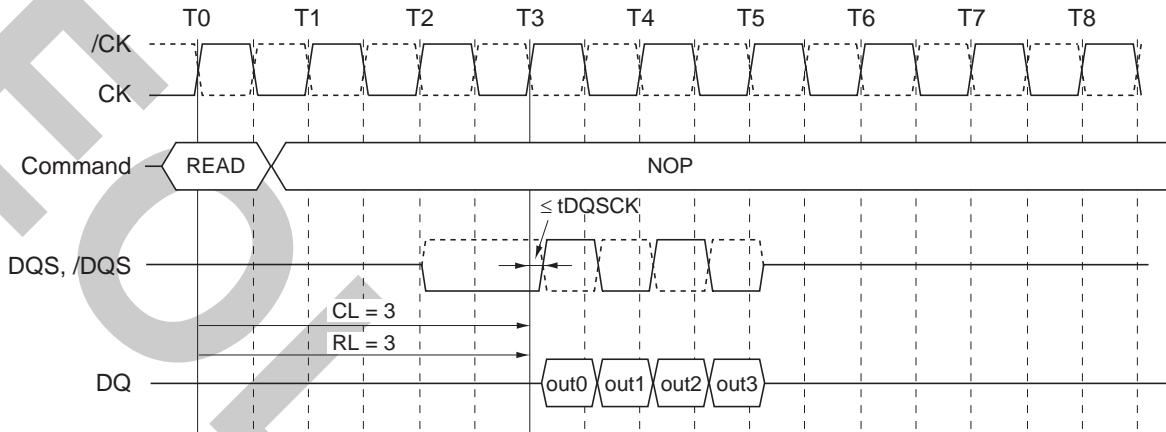 T0 T1 T2 T3 T4 T5 T6 T7 T8
/CK
CK
Command READ NOP
≤ tDQSCK
DQS, /DQS
CL = 3
RL = 3
DQ out0 out1 out2 out3